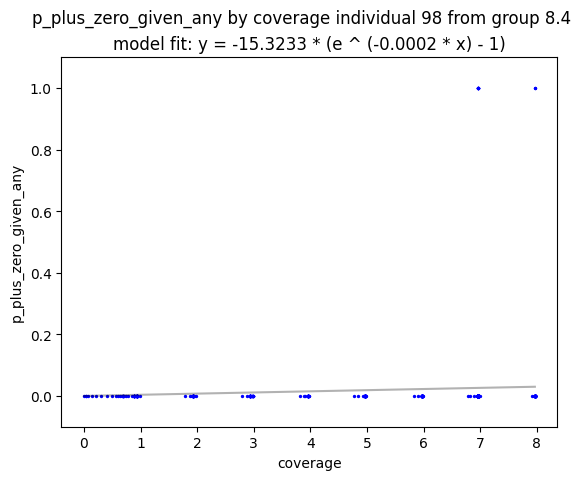 p_plus_zero_given_any by coverage individual 98 from group 8.4
model fit: y = -15.3233 * (e ^ (-0.0002 * x) - 1)
1.0
0.8
0.6
0.4
0.2
0.0
p_plus_zero_given_any
0 1 2 3 4 5 6 7 8
coverage